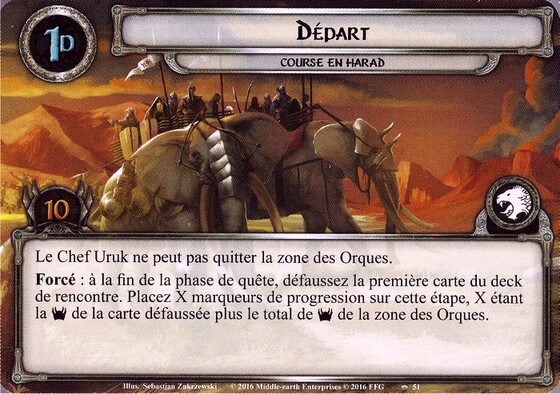 1D
DÉPART
COURSE EN HARAD
10
Le Chef Uruk ne peut pas quitter la zone des Orques.
Forcé : à la fin de la phase de quête, défaussez la première carte du deck
de rencontre. Placez X marqueurs de progression sur cette étape, X étant
la de la carte défaussée plus le total de de la zone des Orques.
Illus. Sebastian Zakrzewski © 2016 Middle-earth Enterprises © 2016 FFG 51